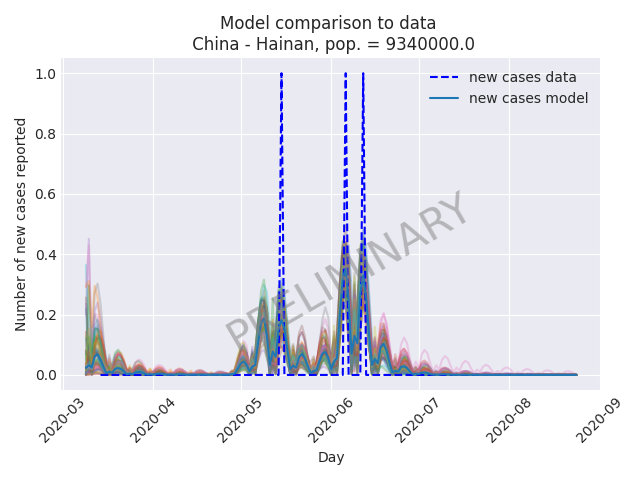 Model comparison to data
China - Hainan, pop. = 9340000.0
new cases data
new cases model
Number of new cases reported
1.0
0.8
0.6
0.4
0.2
0.0
PRELIMINARY
2020-03
2020-04
2020-05
2020-06
2020-07
2020-08
2020-09
Day